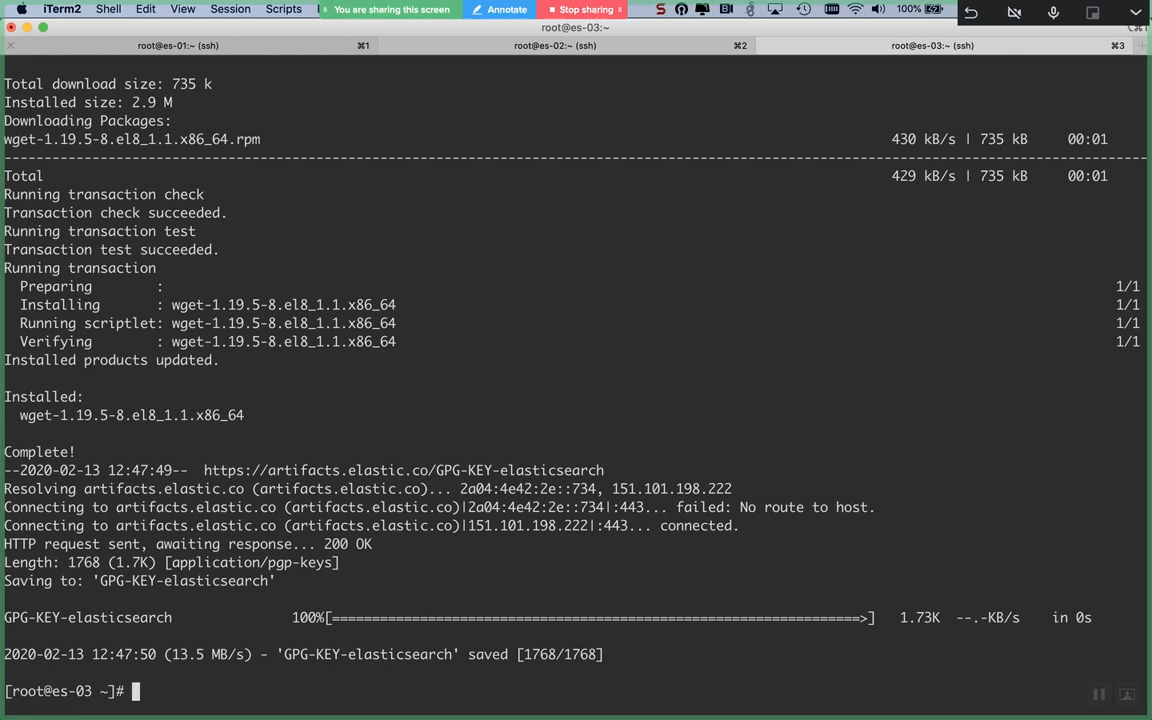 iTerm2 Shell Edit View Session Scripts You are sharing this screen Annotate Stop sharing 100%
root@es-03:~ ⌥⌘1
root@es-01:~ (ssh) ⌘1 root@es-02:~ (ssh) ⌘2 root@es-03:~ (ssh) ⌘3
Total download size: 735 k
Installed size: 2.9 M
Downloading Packages:
wget-1.19.5-8.el8_1.1.x86_64.rpm 430 kB/s | 735 kB 00:01
--------------------------------------------------------------------------------
Total 429 kB/s | 735 kB 00:01
Running transaction check
Transaction check succeeded.
Running transaction test
Transaction test succeeded.
Running transaction
Preparing : 1/1
Installing : wget-1.19.5-8.el8_1.1.x86_64 1/1
Running scriptlet: wget-1.19.5-8.el8_1.1.x86_64 1/1
Verifying : wget-1.19.5-8.el8_1.1.x86_64 1/1
Installed products updated.
Installed:
wget-1.19.5-8.el8_1.1.x86_64
Complete!
--2020-02-13 12:47:49-- https://artifacts.elastic.co/GPG-KEY-elasticsearch
Resolving artifacts.elastic.co (artifacts.elastic.co)... 2a04:4e42:2e::734, 151.101.198.222
Connecting to artifacts.elastic.co (artifacts.elastic.co)|2a04:4e42:2e::734|:443... failed: No route to host.
Connecting to artifacts.elastic.co (artifacts.elastic.co)|151.101.198.222|:443... connected.
HTTP request sent, awaiting response... 200 OK
Length: 1768 (1.7K) [application/pgp-keys]
Saving to: 'GPG-KEY-elasticsearch'
GPG-KEY-elasticsearch 100%[===================================================================>] 1.73K --.-KB/s in 0s
2020-02-13 12:47:50 (13.5 MB/s) - 'GPG-KEY-elasticsearch' saved [1768/1768]
[root@es-03 ~]#